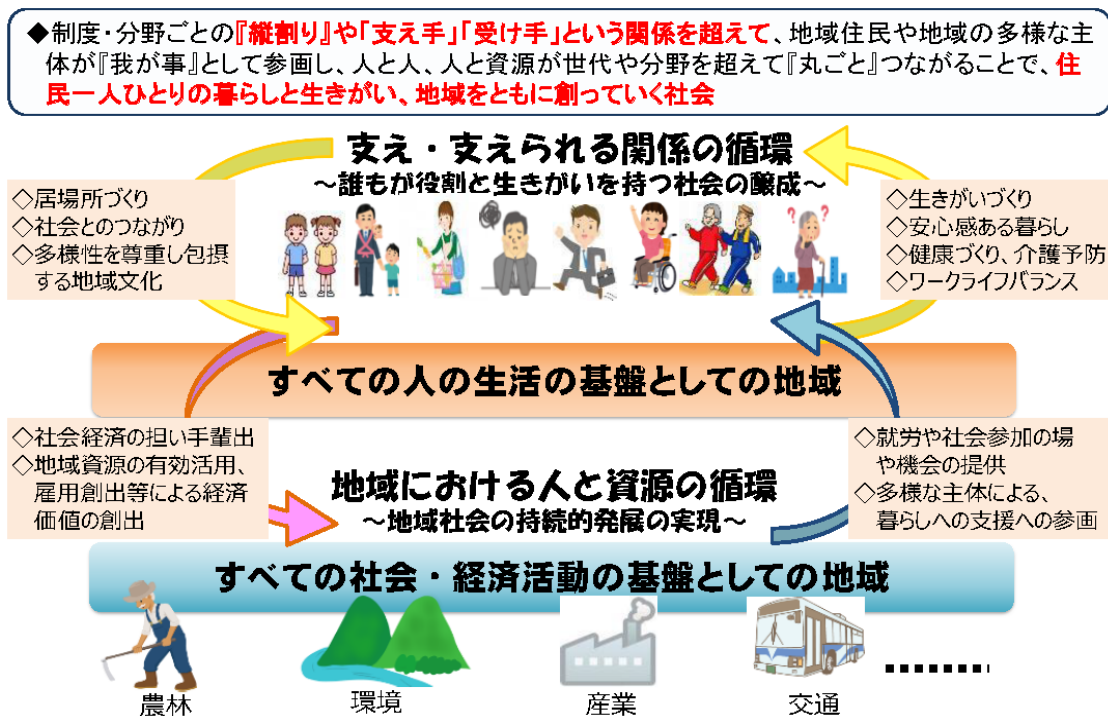 ◆制度・分野ごとの『縦割り』や「支え手」「受け手」という関係を超えて、地域住民や地域の多様な主
体が『我が事』として参画し、人と人、人と資源が世代や分野を超えて『丸ごと』つながることで、住
民一人ひとりの暮らしと生きがい、地域をともに創っていく社会
支え・支えられる関係の循環
～誰もが役割と生きがいを持つ社会の醸成～
◇居場所づくり
◇社会とのつながり
◇多様性を尊重し包摂
する地域文化
◇生きがいづくり
◇安心感ある暮らし
◇健康づくり、介護予防
◇ワークライフバランス
? ?
すべての人の生活の基盤としての地域
◇社会経済の担い手輩出
◇地域資源の有効活用、
雇用創出等による経済
価値の創出
◇就労や社会参加の場
や機会の提供
◇多様な主体による、
暮らしへの支援への参画
地域における人と資源の循環
～地域社会の持続的発展の実現～
すべての社会・経済活動の基盤としての地域
農林
環境
産業
交通